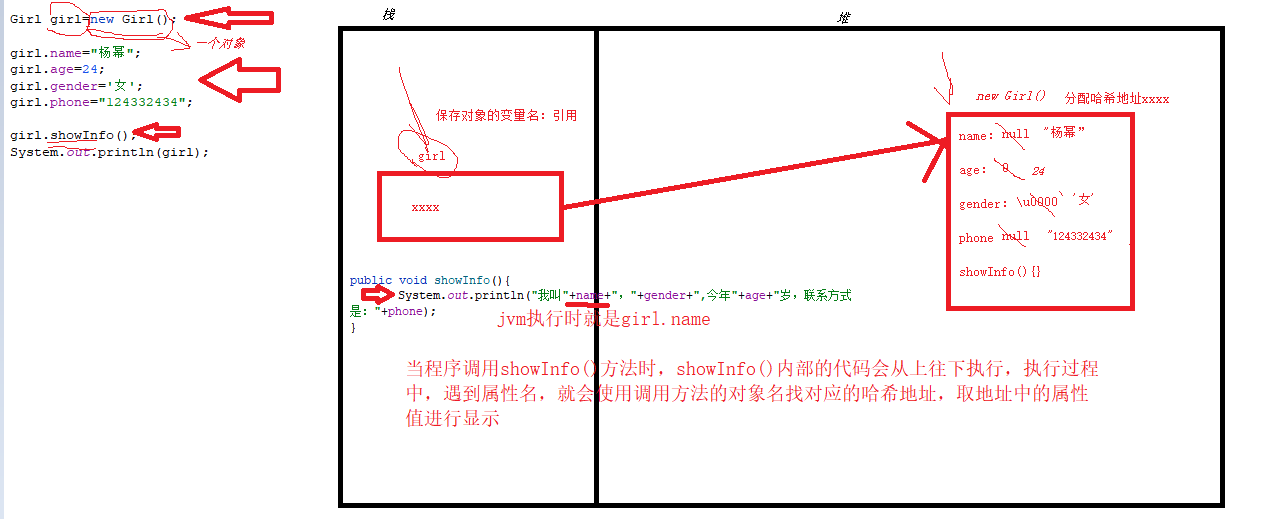 Girl girl=new Girl();
一个对象
girl.name="杨幂";
girl.age=24;
girl.gender='女';
girl.phone="124332434";
girl.showInfo();
System.out.println(girl);
栈
堆
保存对象的变量名: 引用
girl
xxxx
new Girl()
分配哈希地址xxxx
name: null "杨幂"
age: 0 24
gender: \u0000 '女'
phone null "124332434"
showInfo(){}
public void showInfo(){
System.out.println("我叫"+name+", "+gender+",今年"+age+"岁, 联系方式
是: "+phone);
}
jvm执行时就是girl.name
当程序调用showInfo()方法时, showInfo()内部的代码会从上往下执行, 执行过程
中, 遇到属性名, 就会使用调用方法的对象名找对应的哈希地址, 取地址中的属性
值进行显示